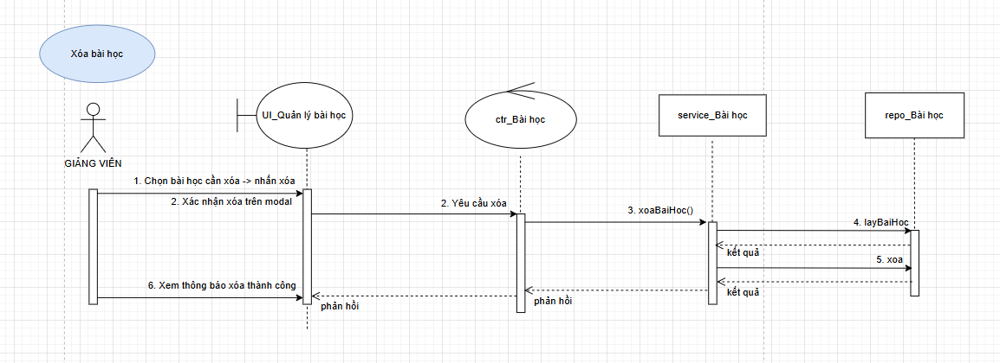 Xóa bài học
UI_Quản lý bài học
ctr_Bài học
service_Bài học
repo_Bài học
GIẢNG VIÊN
1. Chọn bài học cần xóa -> nhấn xóa
2. Xác nhận xóa trên modal
2. Yêu cầu xóa
3. xoaBaiHoc()
4. layBaiHoc
kết quả
5. xoa
kết quả
6. Xem thông báo xóa thành công
phản hồi
phản hồi